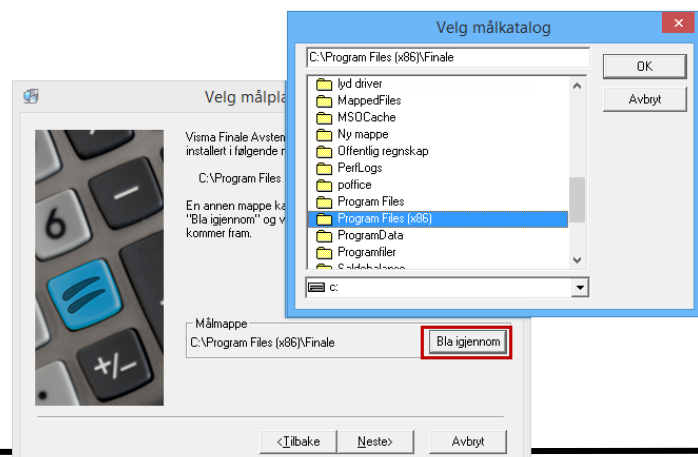 Velg målkatalog
C:\Program Files (x86)\Finale
OK
Avbryt
lyd driver
MappedFiles
MSOCache
Ny mappe
Offentlig regnskap
PerfLogs
poffice
Program Files
Program Files (x86)
ProgramData
Programfiler
Saldobalanse
c:
Velg målpla
Visma Finale Avsten
installert i følgende
C:\Program Files
En annen mappe ka
"Bla igjennom" og v
kommer fram.
Målmappe
C:\Program Files (x86)\Finale
Bla igjennom
<Tilbake
Neste>
Avbryt
6
+/-